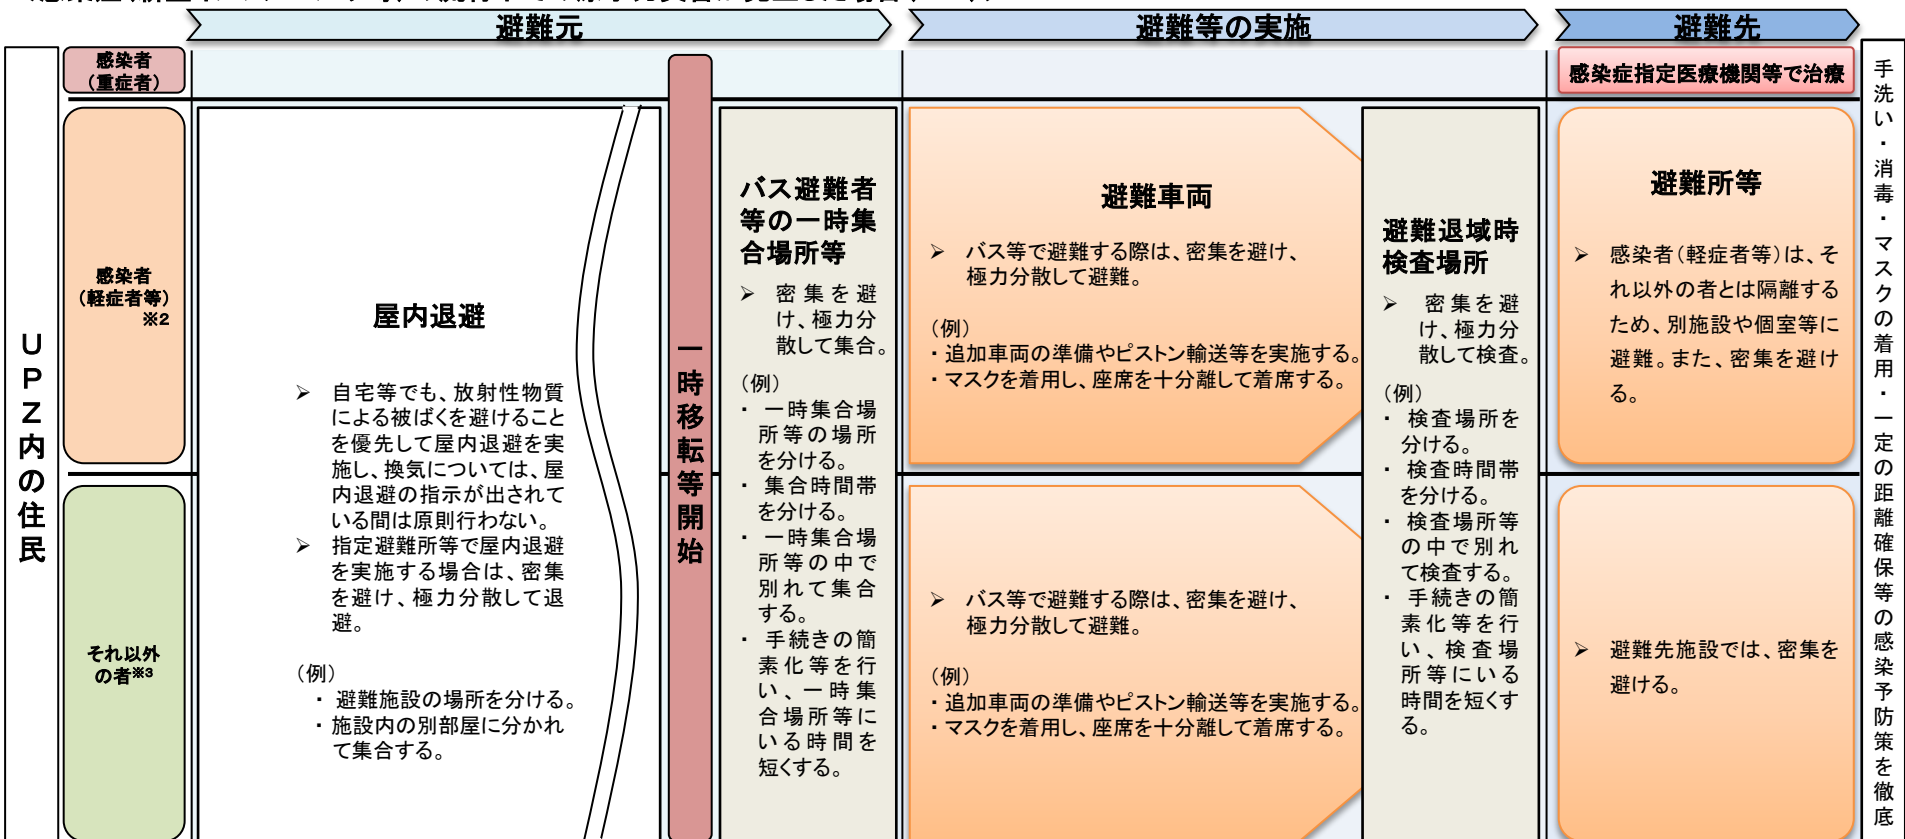 避難元
避難等の実施
避難先
UPZ内の住民
感染者
（重症者）
感染症指定医療機関等で治療
感染者
（軽症者等）
※2
それ以外
の者※3
屋内退避
➢ 自宅等でも、放射性物質
による被ばくを避けること
を優先して屋内退避を実
施し、換気については、屋
内退避の指示が出されて
いる間は原則行わない。
➢ 指定避難所等で屋内退避
を実施する場合は、密集
を避け、極力分散して退
避。
（例）
・ 避難施設の場所を分ける。
・ 施設内の別部屋に分かれ
て集合する。
一時移転等開始
バス避難者
等の一時集
合場所等
➢ 密集を避
け、極力分
散して集合。
（例）
・ 一時集合場
所等の場所
を分ける。
・ 集合時間帯
を分ける。
・ 一時集合場
所等の中で
別れて集合
する。
・ 手続きの簡
素化等を行
い、一時集
合場所等に
いる時間を
短くする。
避難車両
➢ バス等で避難する際は、密集を避け、
極力分散して避難。
（例）
・追加車両の準備やピストン輸送等を実施する。
・マスクを着用し、座席を十分離して着席する。
➢ バス等で避難する際は、密集を避け、
極力分散して避難。
（例）
・追加車両の準備やピストン輸送等を実施する。
・マスクを着用し、座席を十分離して着席する。
避難退域時
検査場所
➢ 密集を避
け、極力分
散して検査。
（例）
・ 検査場所を
分ける。
・ 検査時間帯
を分ける。
・ 検査場所等
の中で別れ
て検査する。
・ 手続きの簡
素化等を行
い、検査場
所等にいる
時間を短くす
る。
避難所等
➢ 感染者（軽症者等）は、そ
れ以外の者とは隔離する
ため、別施設や個室等に
避難。また、密集を避け
る。
➢ 避難先施設では、密集を
避ける。
手洗い・消毒・マスクの着用・一定の距離確保等の感染予防策を徹底